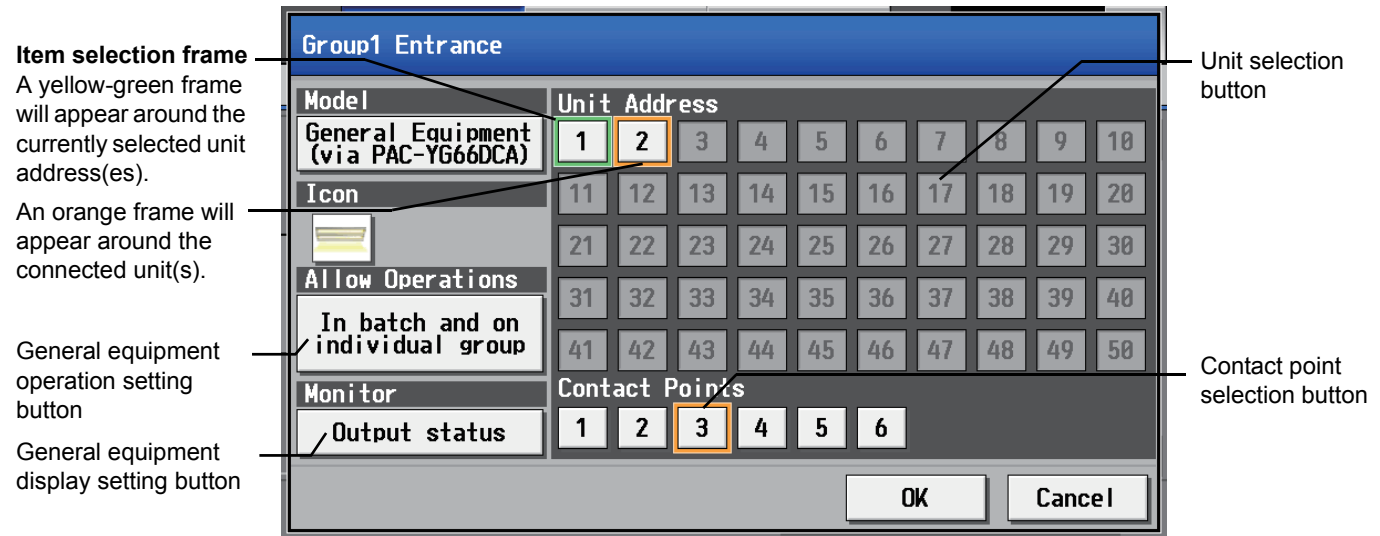 Item selection frame
A yellow-green frame
will appear around the
currently selected unit
address(es).
An orange frame will
appear around the
connected unit(s).
General equipment
operation setting
button
General equipment
display setting button
Group1 Entrance
Model
General Equipment
(via PAC-YG66DCA)
Icon
Allow Operations
In batch and on
individual group
Monitor
Output status
Unit Address
1 2 3 4 5 6 7 8 9 10
11 12 13 14 15 16 17 18 19 20
21 22 23 24 25 26 27 28 29 30
31 32 33 34 35 36 37 38 39 40
41 42 43 44 45 46 47 48 49 50
Contact Points
1 2 3 4 5 6
OK Cancel
Unit selection
button
Contact point
selection button